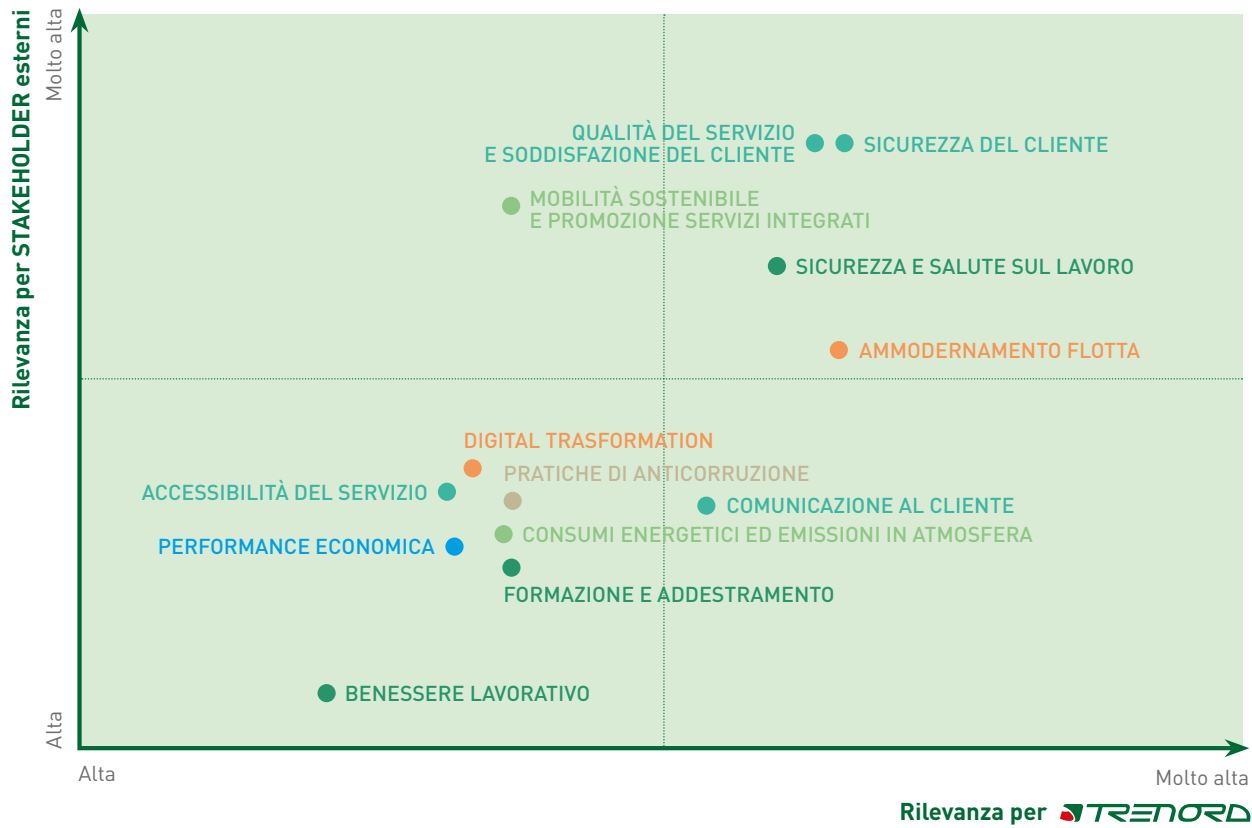 Rilevanza per STAKEHOLDER esterni
Molto alta
QUALITÀ DEL SERVIZIO
E SODDISFAZIONE DEL CLIENTE
SICUREZZA DEL CLIENTE
MOBILITÀ SOSTENIBILE
E PROMOZIONE SERVIZI INTEGRATI
SICUREZZA E SALUTE SUL LAVORO
AMMODERNAMENTO FLOTTA
DIGITAL TRASFORMATION
PRATICHE DI ANTICORRUZIONE
ACCESSIBILITÀ DEL SERVIZIO
COMUNICAZIONE AL CLIENTE
CONSUMI ENERGETICI ED EMISSIONI IN ATMOSFERA
PERFORMANCE ECONOMICA
FORMAZIONE E ADDESTRAMENTO
BENESSERE LAVORATIVO
Alta
Alta
Molto alta
Rilevanza per TRENORD